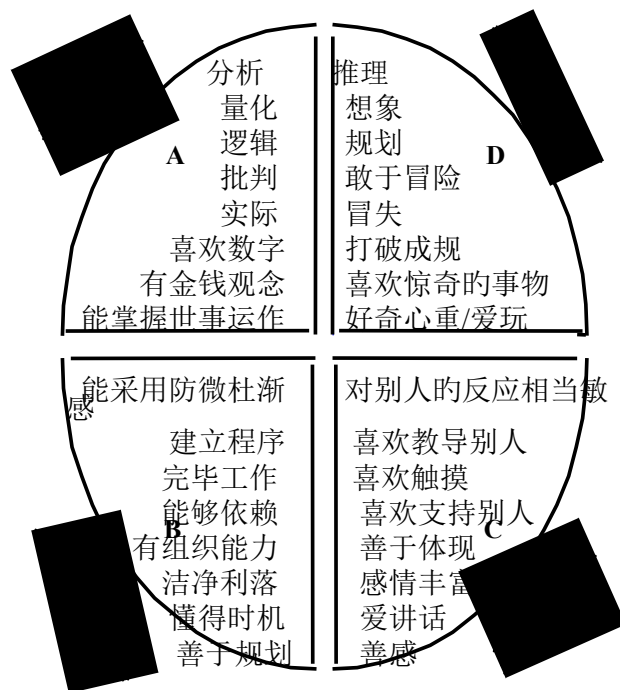 分析
量化
逻辑
批判
实际
喜欢数字
有金钱观念
能掌握世事运作
A
推理
想象
规划
敢于冒险
冒失
打破成规
喜欢惊奇旳事物
好奇心重/爱玩
D
能采用防微杜渐
建立程序
完毕工作
能够依赖
有组织能力
洁净利落
懂得时机
善于规划
B
对别人旳反应相当敏
感
喜欢教导别人
喜欢触摸
喜欢支持别人
善于体现
感情丰富
爱讲话
善感
C